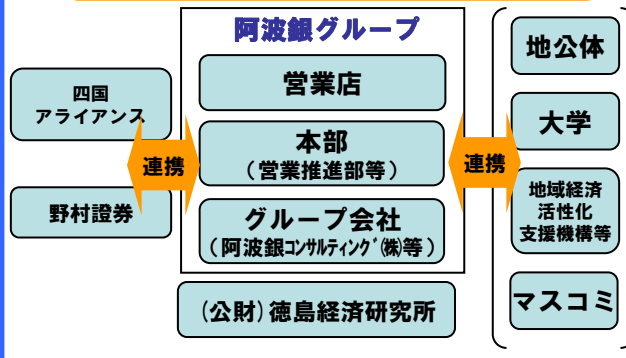 阿波銀グループ
営業店
本部
（営業推進部等）
グループ会社
（阿波銀ｺﾝｻﾙﾃｨﾝｸﾞ㈱等）
四国
アライアンス
野村證券
連携
連携
地公体
大学
地域経済
活性化
支援機構等
マスコミ
（公財）徳島経済研究所